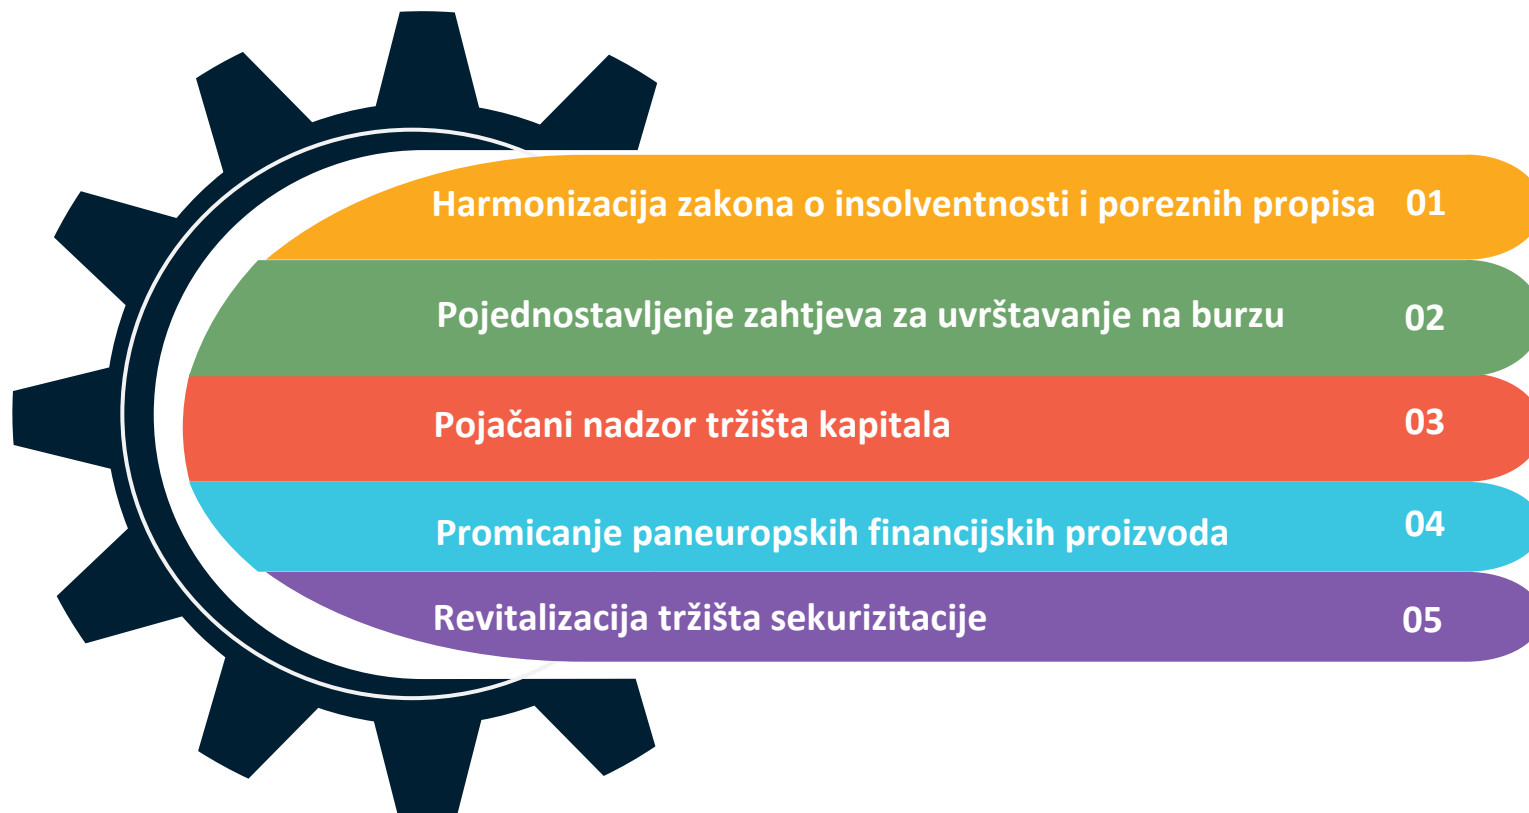 Harmonizacija zakona o insolventnosti i poreznih propisa 01
Pojednostavljenje zahtjeva za uvrštavanje na burzu 02
Pojačani nadzor tržišta kapitala 03
Promicanje paneuropskih financijskih proizvoda 04
Revitalizacija tržišta sekurizitacije 05